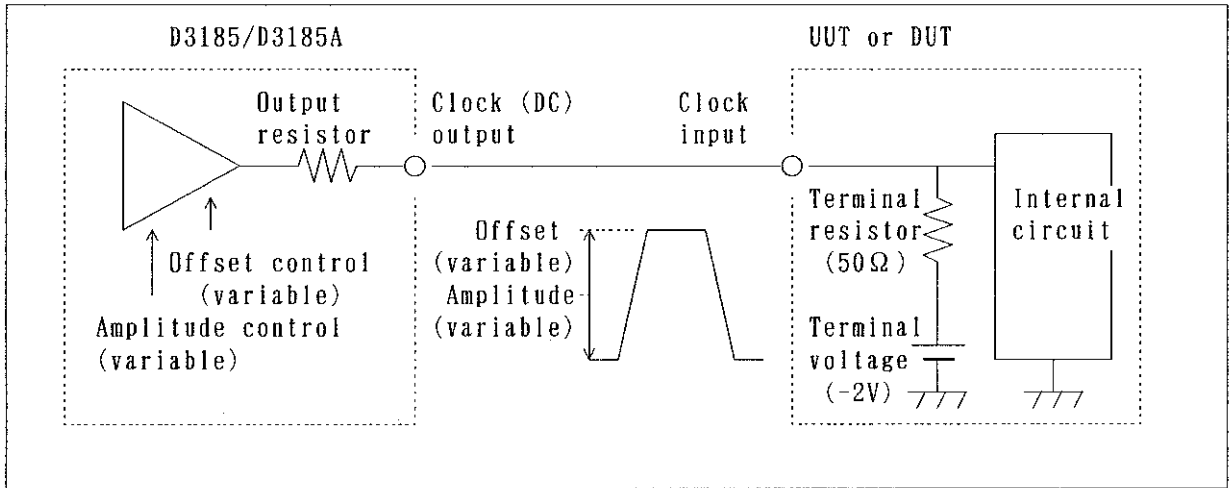 D3185/D3185A
UUT or DUT
Output
resistor
Clock (DC)
output
Clock
input
Offset control
(variable)
Amplitude control
(variable)
Offset
(variable)
Amplitude
(variable)
Terminal
resistor
(50Ω)
Terminal
voltage
(-2V)
Internal
circuit